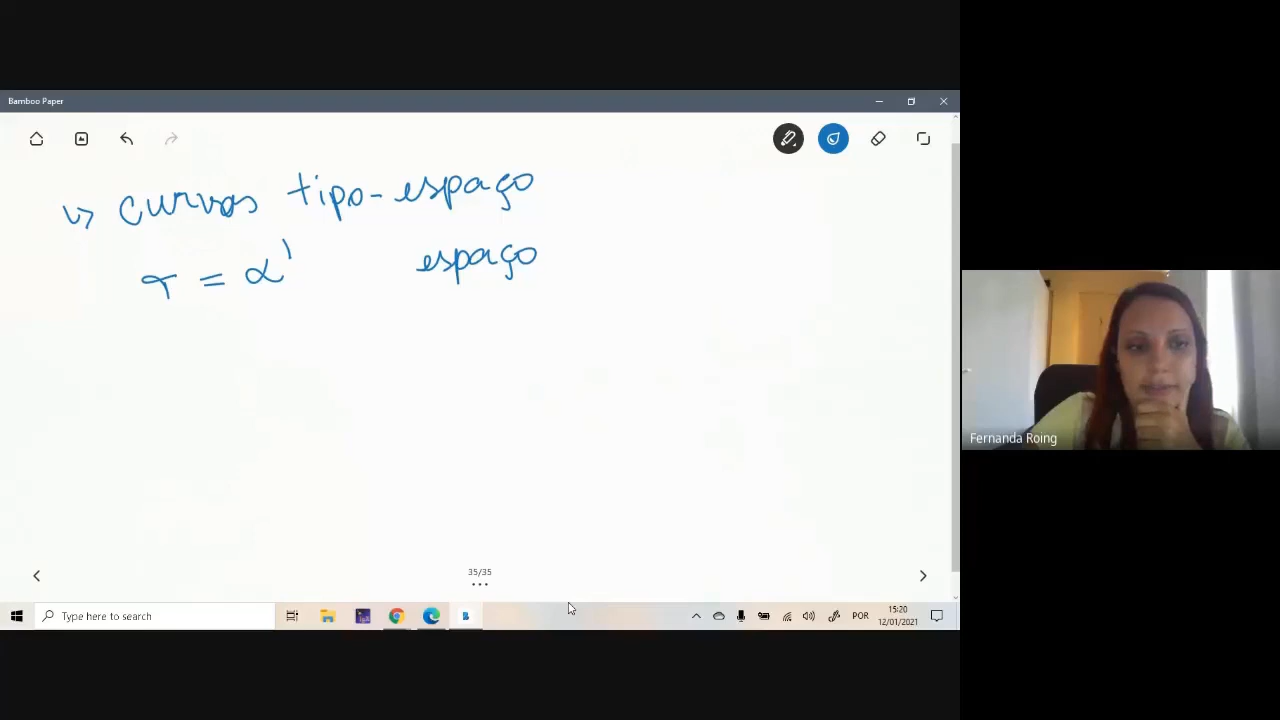 Bamboo Paper
↳ curvas tipo-espaço
T = α' espaço
Fernanda Roing
35/35
Type here to search
POR
15:20
12/01/2021